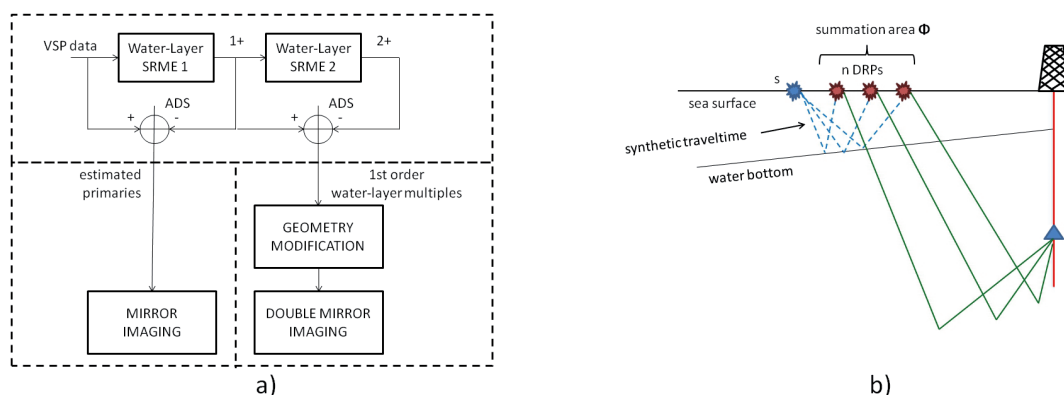 VSP data
Water-Layer
SRME 1
1+
Water-Layer
SRME 2
2+
ADS
+
-
ADS
+
-
estimated
primaries
1st order
water-layer multiples
GEOMETRY
MODIFICATION
MIRROR
IMAGING
DOUBLE MIRROR
IMAGING
a)
summation area Φ
n DRPs
s
sea surface
synthetic traveltime
water bottom
b)